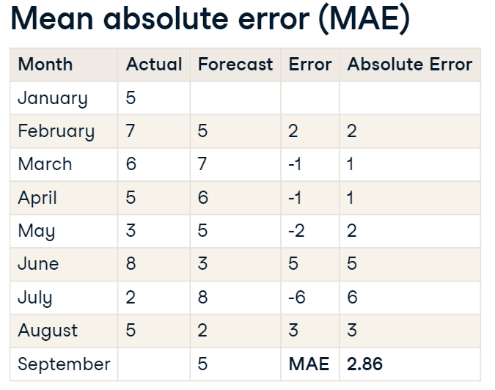 Mean absolute error (MAE)
Month Actual Forecast Error Absolute Error
January 5
February 7 5 2 2
March 6 7 -1 1
April 5 6 -1 1
May 3 5 -2 2
June 8 3 5 5
July 2 8 -6 6
August 5 2 3 3
September 5 MAE 2.86